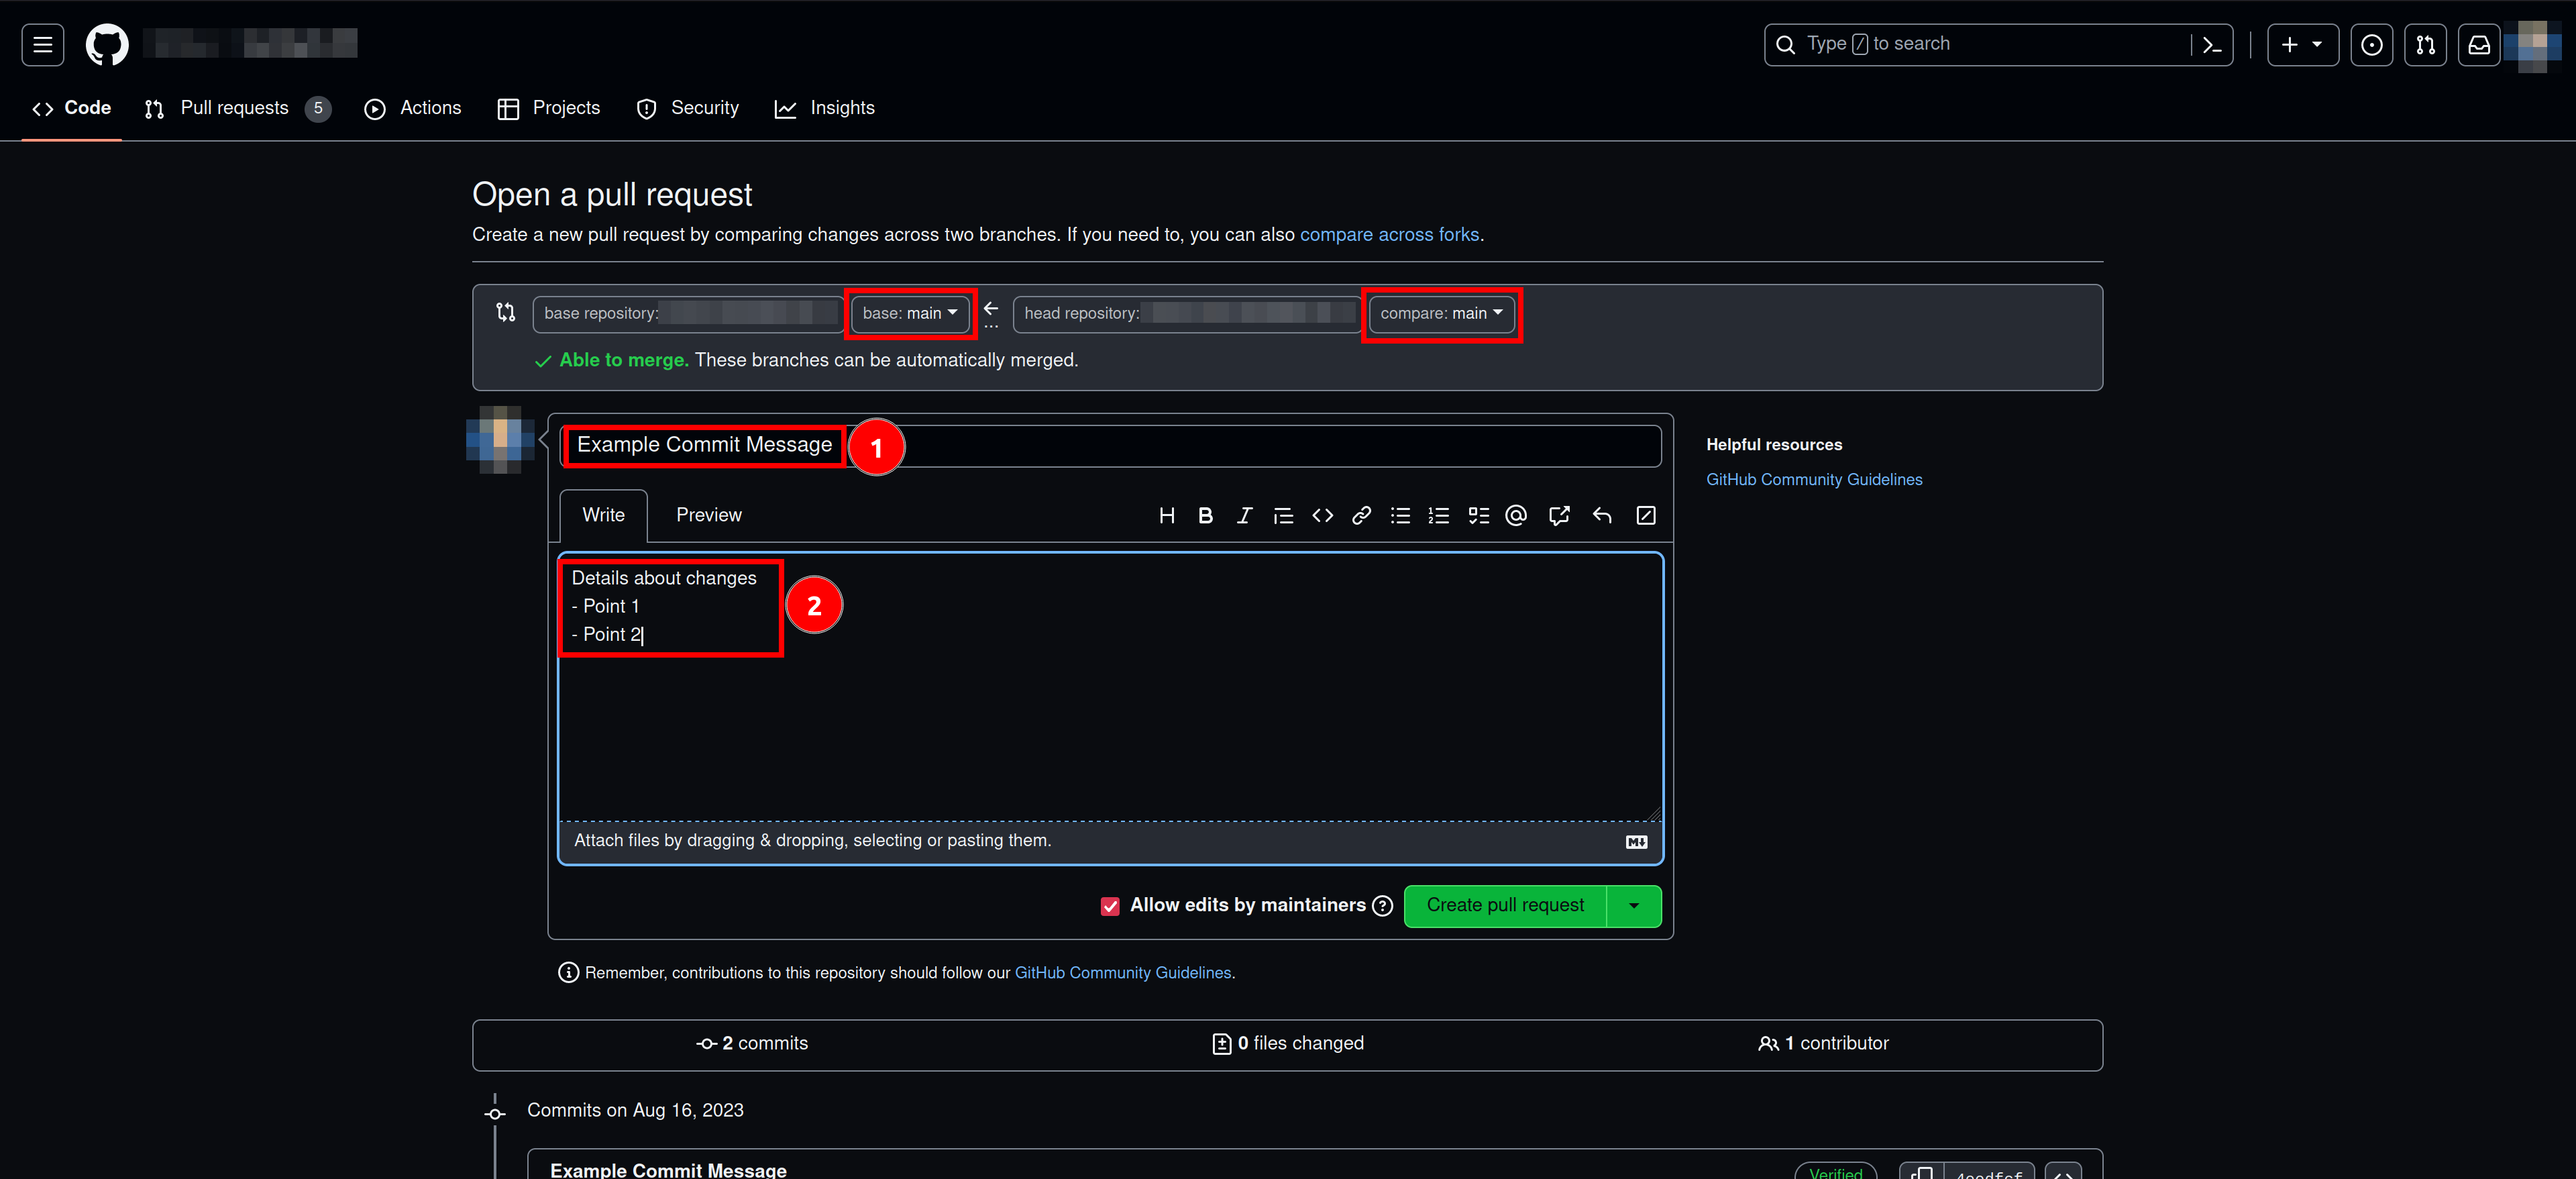 Type / to search
Code Pull requests 5 Actions Projects Security Insights
Open a pull request
Create a new pull request by comparing changes across two branches. If you need to, you can also compare across forks.
base repository: base: main head repository: compare: main
Able to merge. These branches can be automatically merged.
Example Commit Message 1
Helpful resources
GitHub Community Guidelines
Write Preview
Details about changes
- Point 1
- Point 2
2
Attach files by dragging & dropping, selecting or pasting them.
Allow edits by maintainers Create pull request
Remember, contributions to this repository should follow our GitHub Community Guidelines.
2 commits 0 files changed 1 contributor
Commits on Aug 16, 2023
Example Commit Message Verified